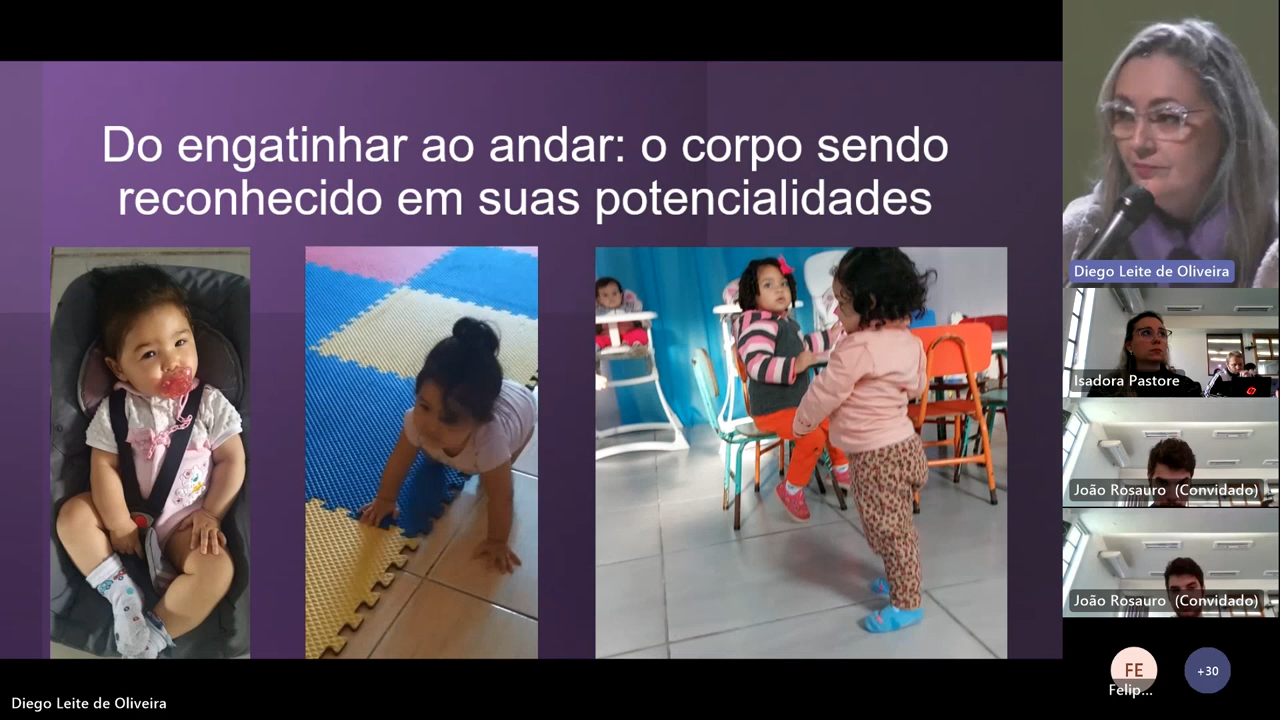 Do engatinhar ao andar: o corpo sendo
reconhecido em suas potencialidades
Diego Leite de Oliveira
Isadora Pastore
João Rosauro (Convidado)
João Rosauro (Convidado)
FE
Felip...
+30
Diego Leite de Oliveira